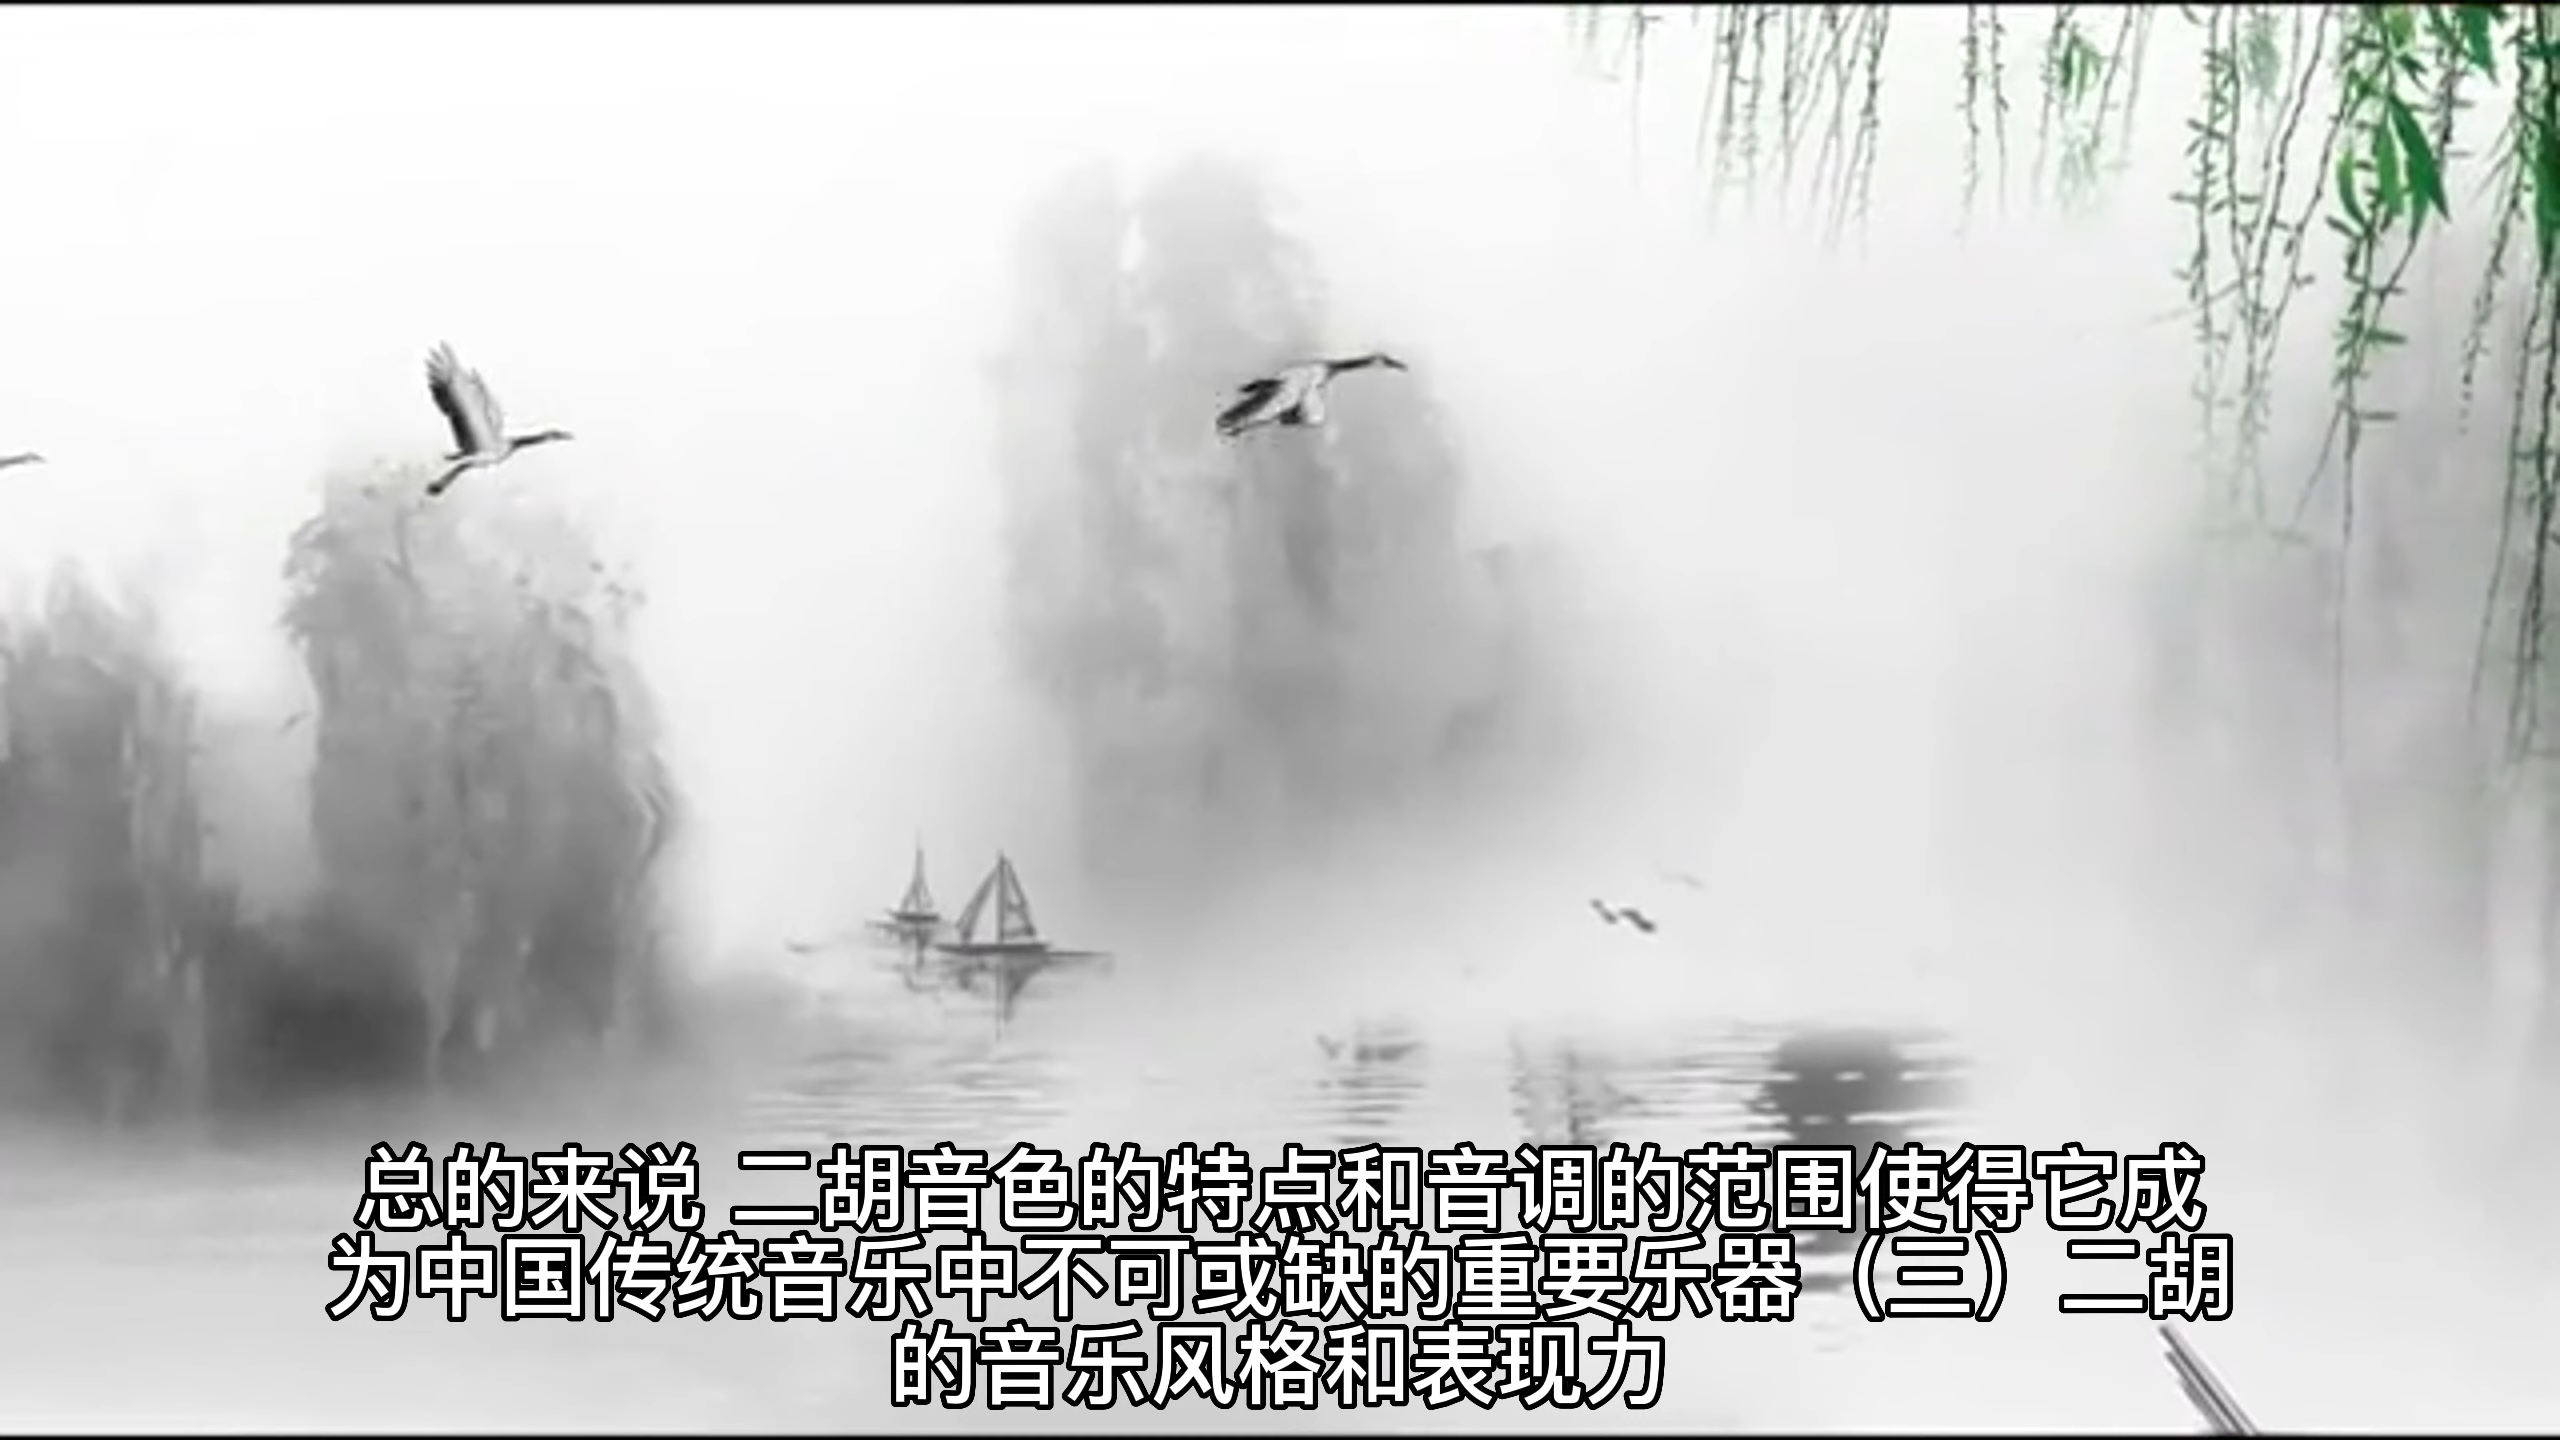 总的来说 二胡音色的特点和音调的范围使得它成
为中国传统音乐中不可或缺的重要乐器（三）二胡
的音乐风格和表现力